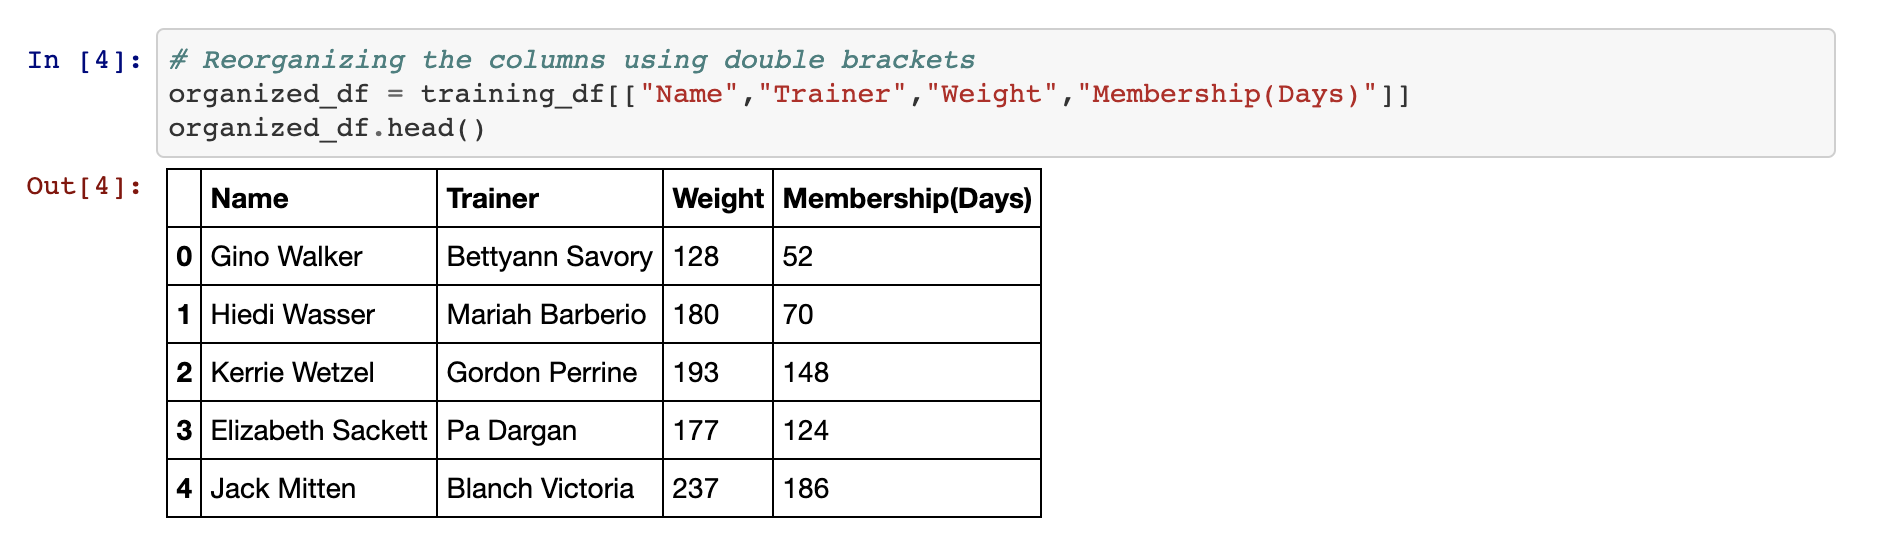 In [4]: # Reorganizing the columns using double brackets
organized_df = training_df[["Name","Trainer","Weight","Membership(Days)"]]
organized_df.head()
Out[4]:
Name Trainer Weight Membership(Days)
0 Gino Walker Bettyann Savory 128 52
1 Hiedi Wasser Mariah Barberio 180 70
2 Kerrie Wetzel Gordon Perrine 193 148
3 Elizabeth Sackett Pa Dargan 177 124
4 Jack Mitten Blanch Victoria 237 186